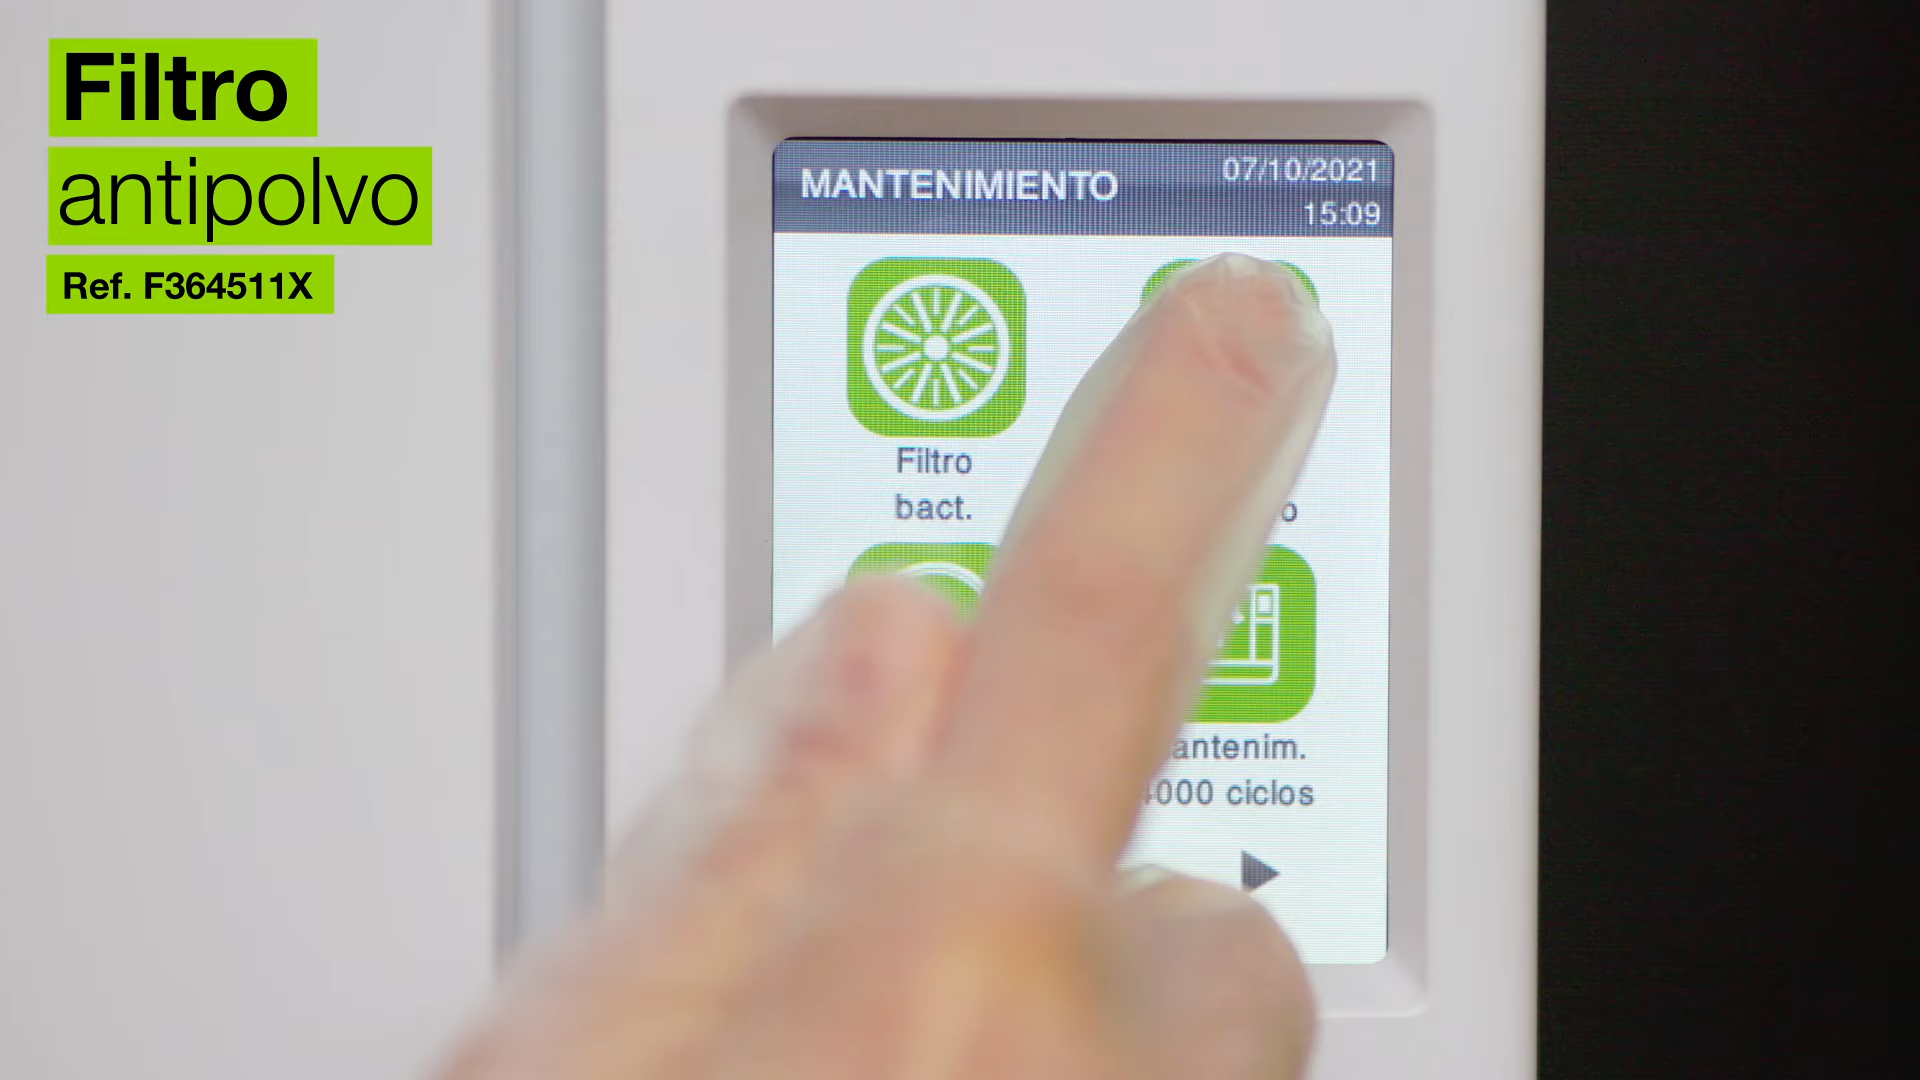 Filtro
antipolvo
Ref. F364511X
MANTENIMIENTO
07/10/2021
15:09
Filtro
bact.
antenim.
000 ciclos